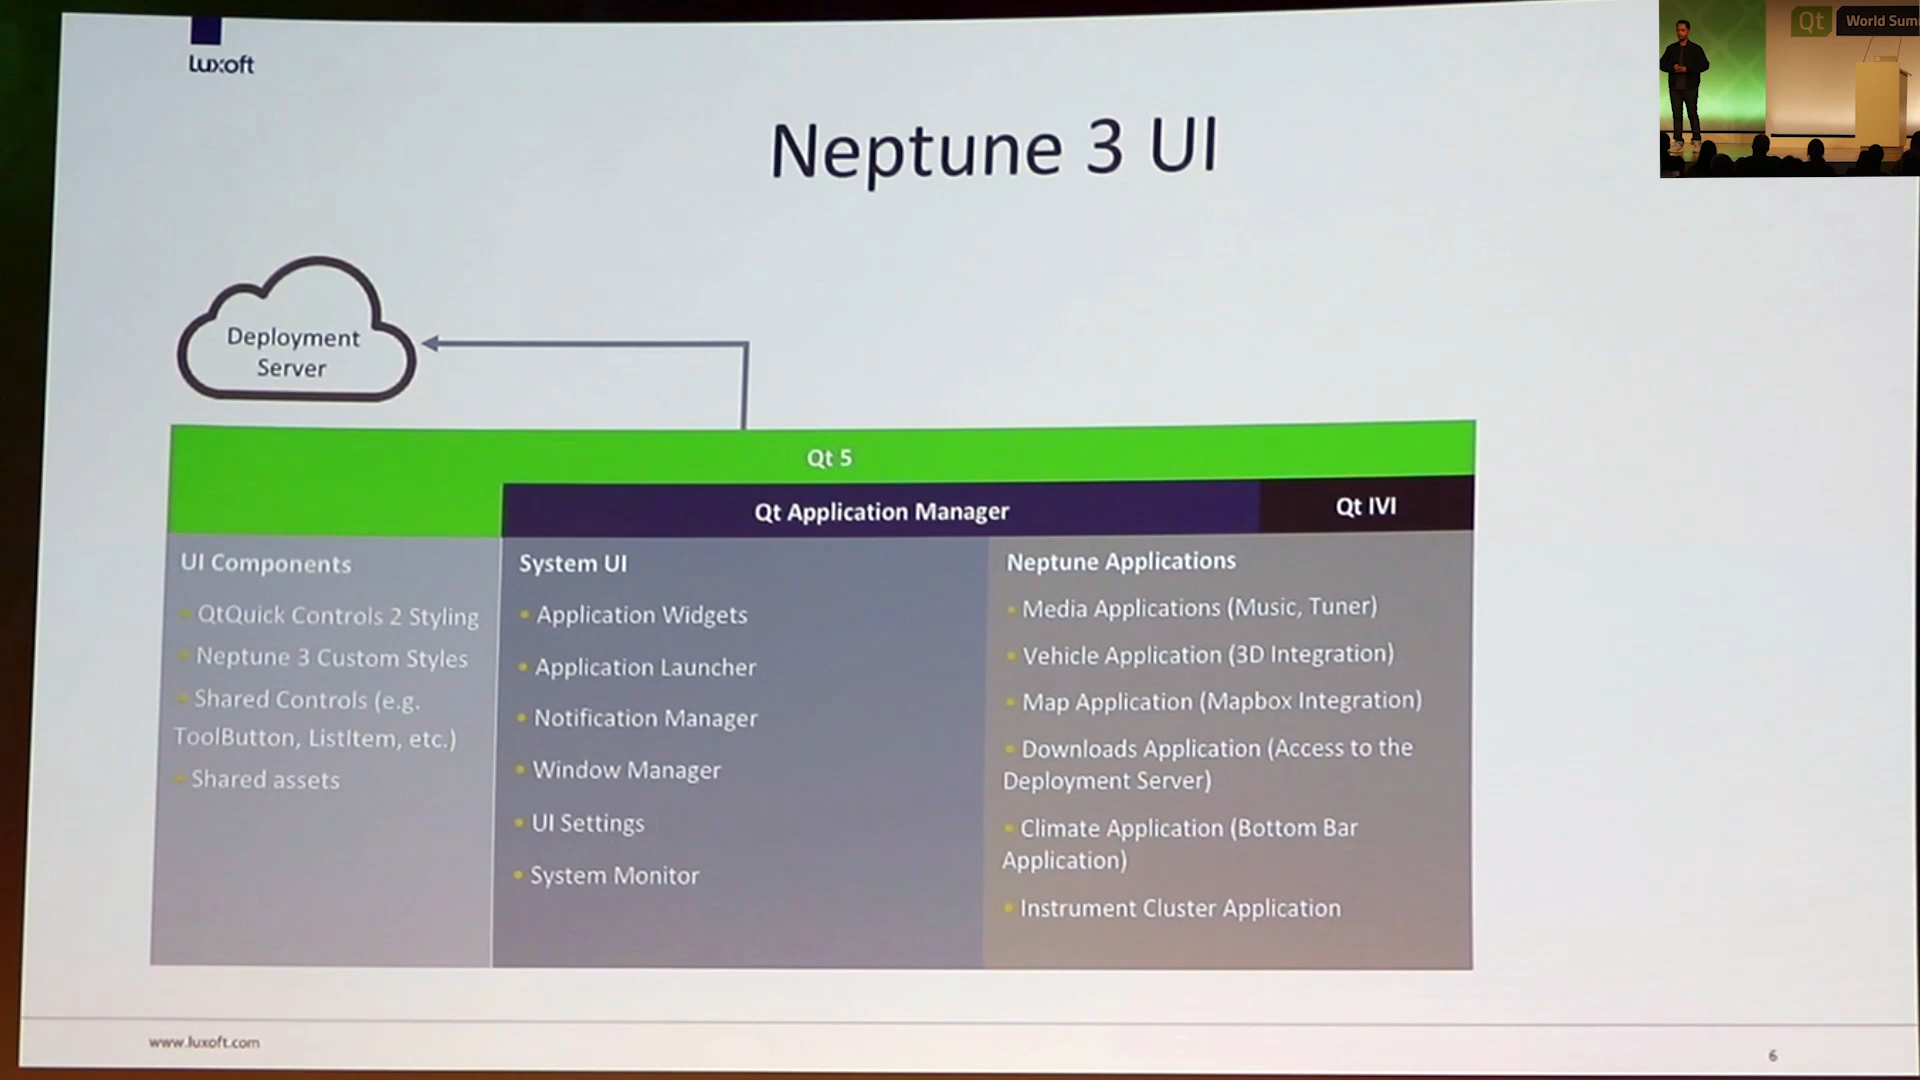 Luxoft
Qt World Sum
Neptune 3 UI
Deployment
Server
Qt 5
Qt Application Manager
Qt IVI
UI Components
• QtQuick Controls 2 Styling
• Neptune 3 Custom Styles
• Shared Controls (e.g.
ToolButton, ListItem, etc.)
• Shared assets
System UI
• Application Widgets
• Application Launcher
• Notification Manager
• Window Manager
• UI Settings
• System Monitor
Neptune Applications
• Media Applications (Music, Tuner)
• Vehicle Application (3D Integration)
• Map Application (Mapbox Integration)
• Downloads Application (Access to the
Deployment Server)
• Climate Application (Bottom Bar
Application)
• Instrument Cluster Application
www.luxoft.com
6